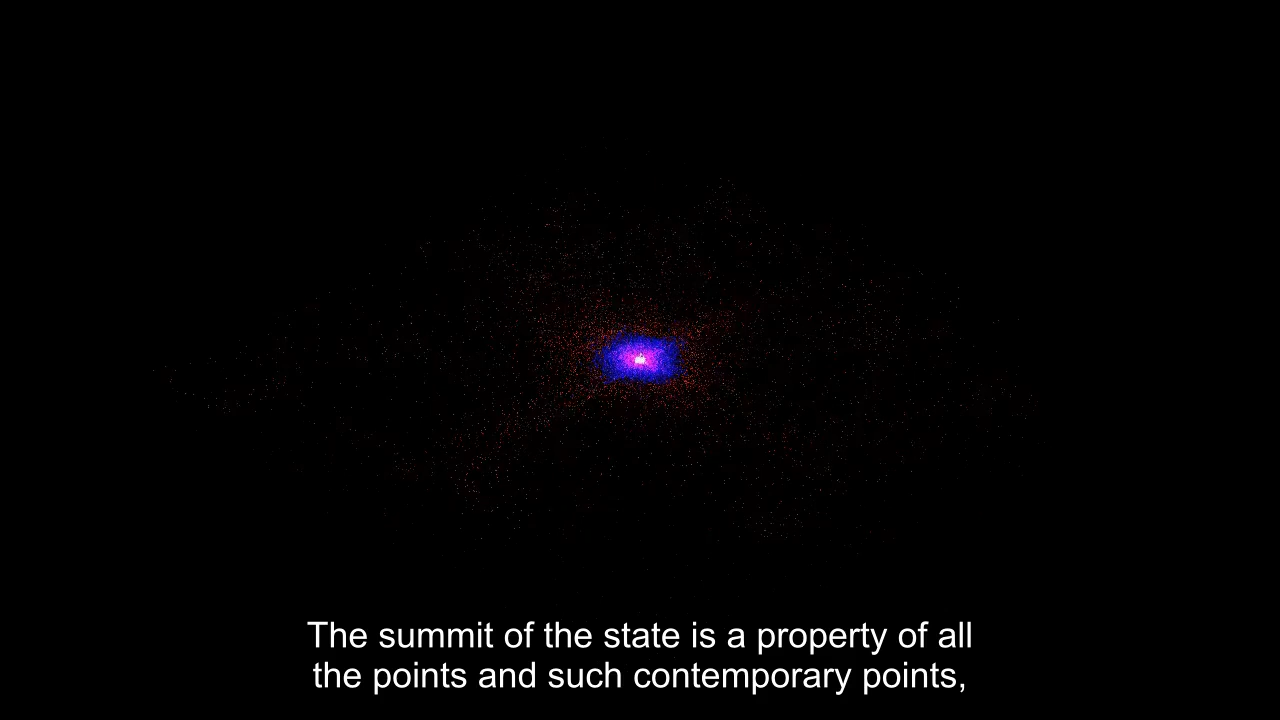 The summit of the state is a property of all
the points and such contemporary points,